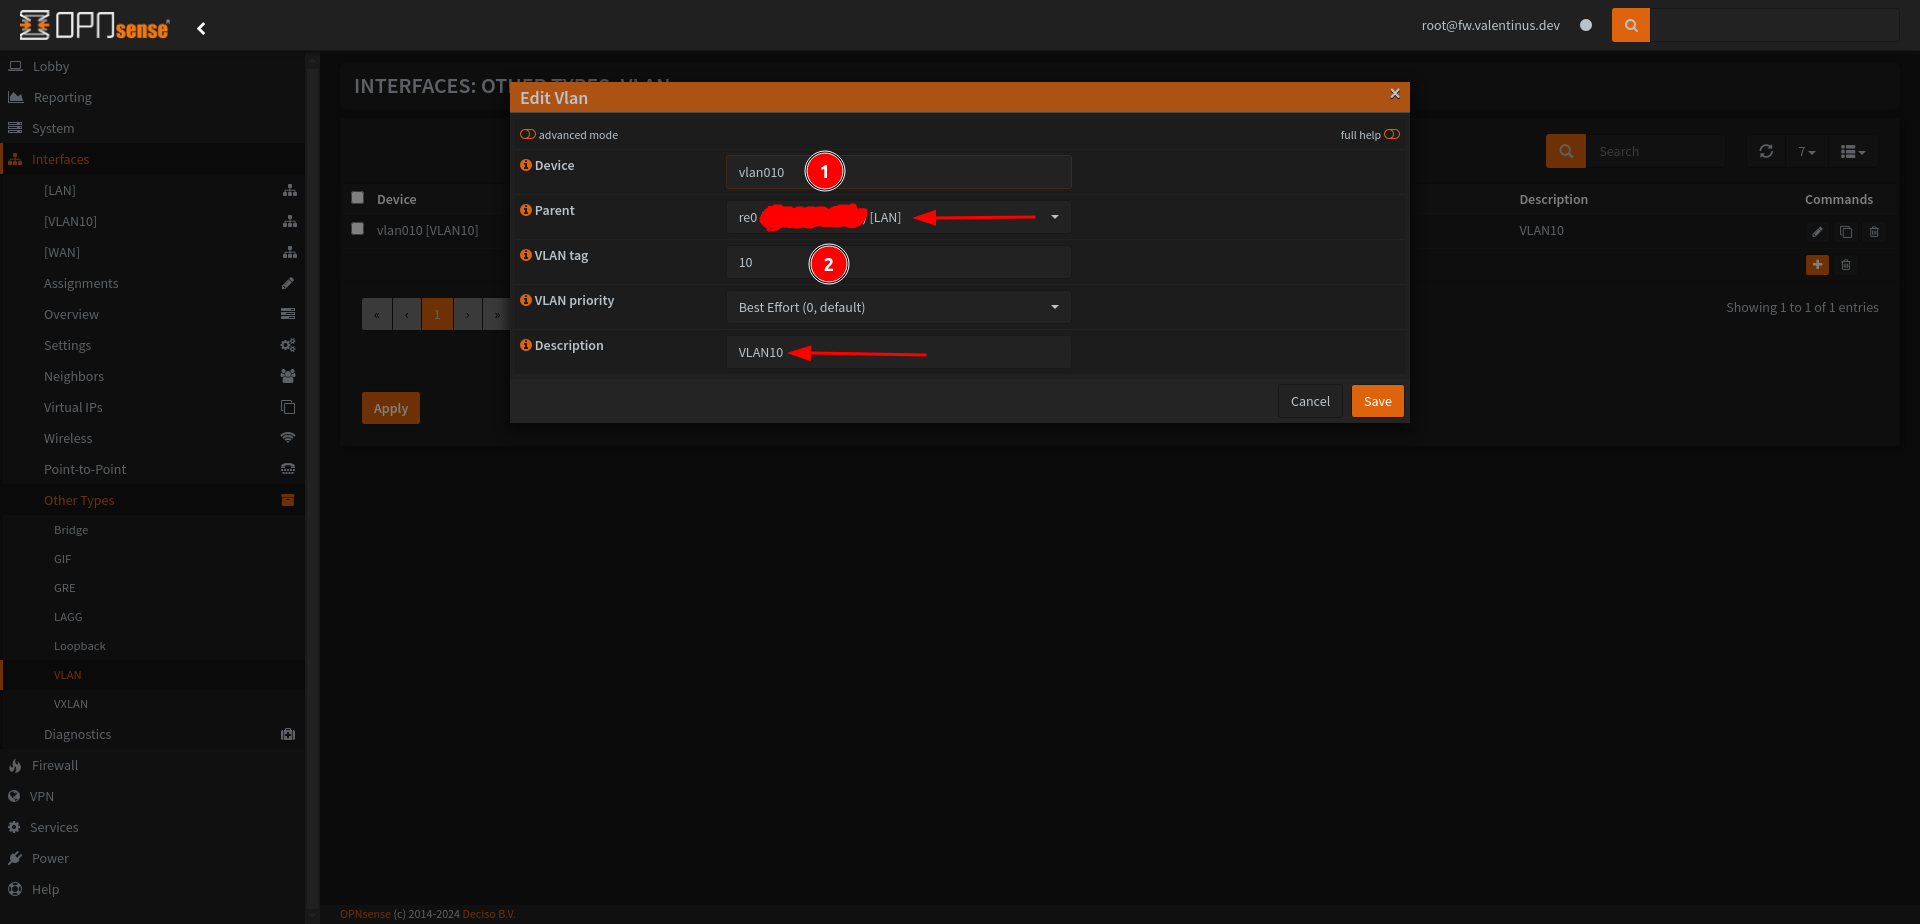 OPNsense
root@fw.valentinus.dev
Lobby
Reporting
System
Interfaces
[LAN]
[VLAN10]
[WAN]
Assignments
Overview
Settings
Neighbors
Virtual IPs
Wireless
Point-to-Point
Other Types
Bridge
GIF
GRE
LAGG
Loopback
VLAN
VXLAN
Diagnostics
Firewall
VPN
Services
Power
Help
INTERFACES: OTHER TYPES: VLAN
Search
7
Device
Description
Commands
vlan010 [VLAN10]
VLAN10
« ‹ 1 › »
Showing 1 to 1 of 1 entries
Apply
Edit Vlan
×
advanced mode
full help
Device
vlan010
1
Parent
re0
[LAN]
VLAN tag
10
2
VLAN priority
Best Effort (0, default)
Description
VLAN10
Cancel
Save
OPNsense (c) 2014-2024 Deciso B.V.